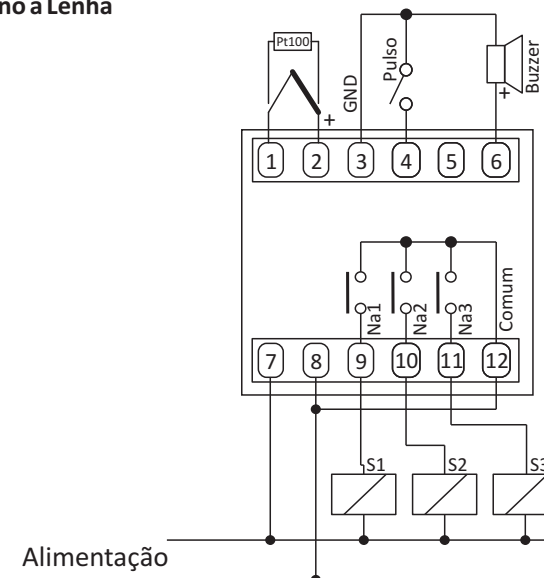 no a Lenha
Pt100
+
GND
Pulso
+
Buzzer
1 2 3 4 5 6
Na1
Na2
Na3
Comum
7 8 9 10 11 12
S1 S2 S3
Alimentação